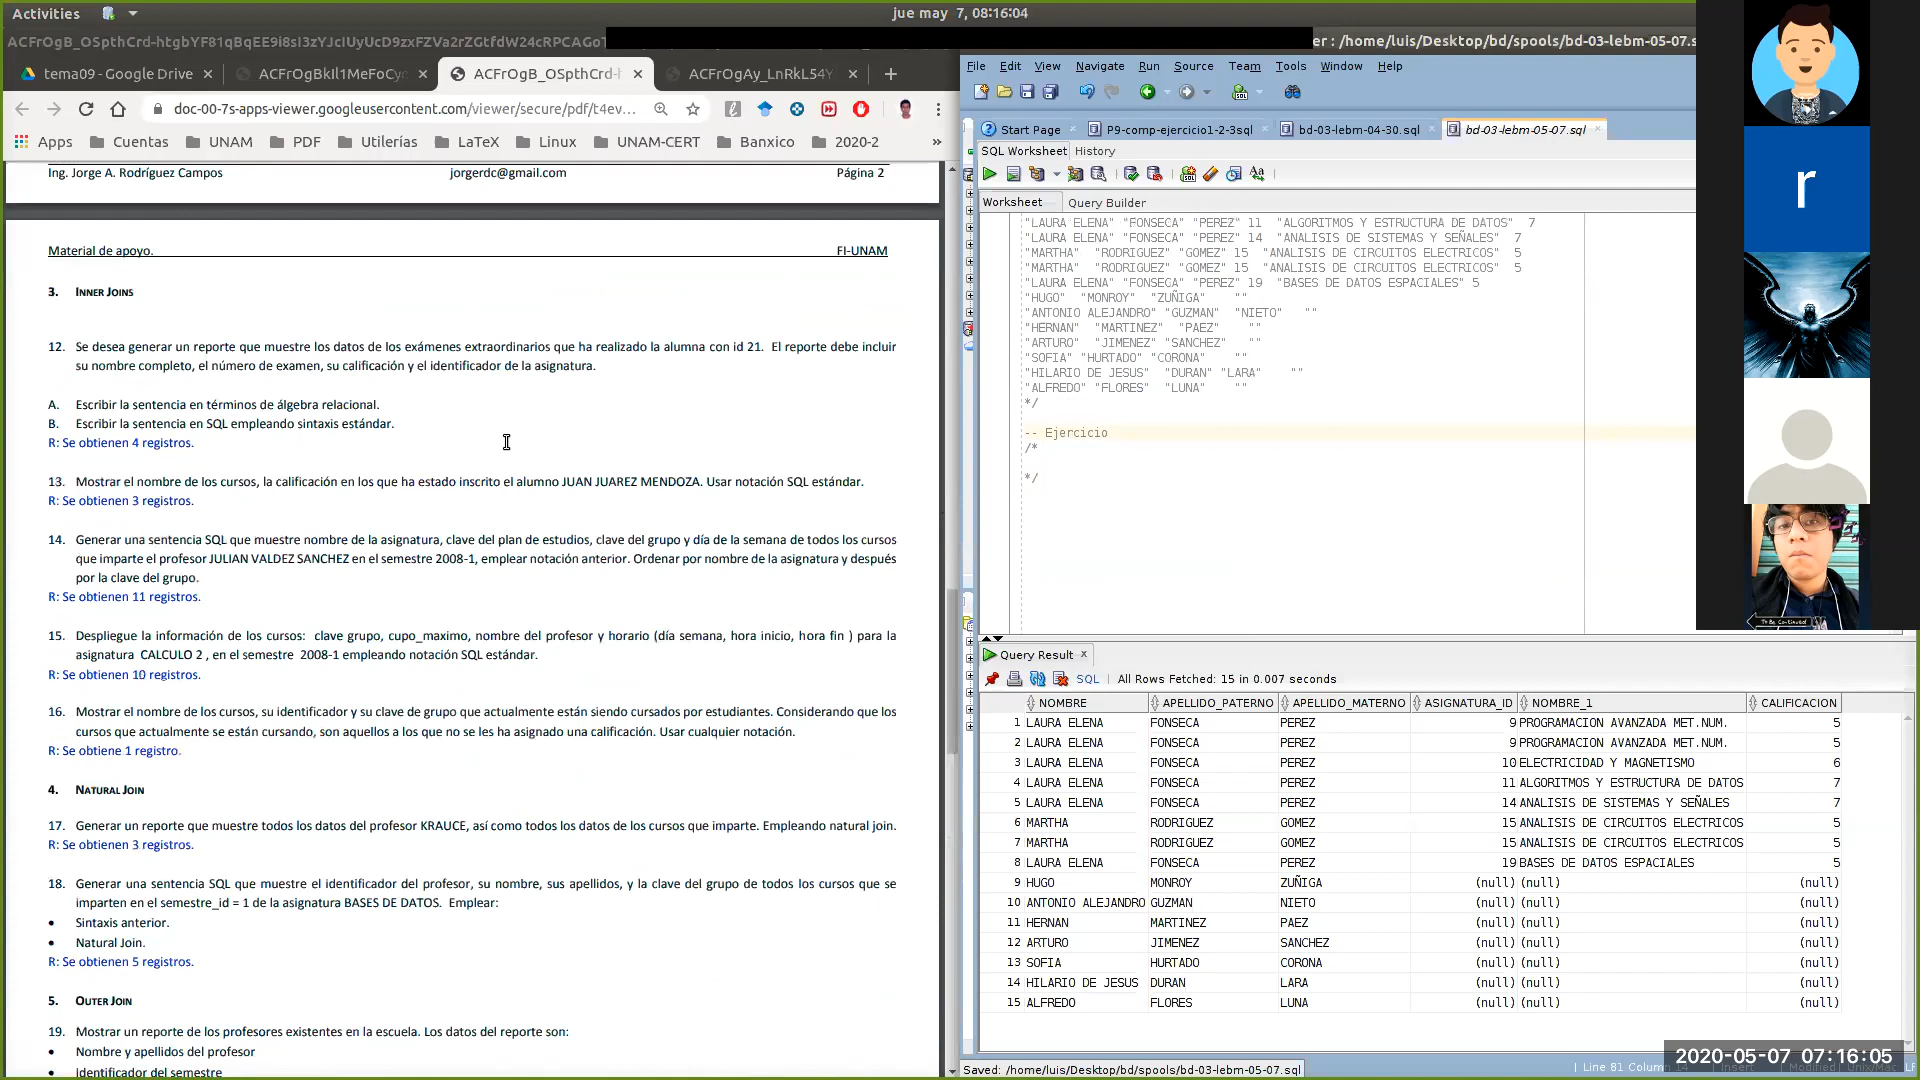 Activities
jue may 7, 08:16:04
er : /home/luis/Desktop/bd/spools/bd-03-lebm-05-07.s
tema09 - Google Drive
ACFrOgBkIl1MeFoCy
ACFrOgB_OSpthCrd-h
ACFrOgAy_LnRkL54Y
doc-00-7s-apps-viewer.googleusercontent.com/viewer/secure/pdf/t4ev...
Apps Cuentas UNAM PDF Utilerías LaTeX Linux UNAM-CERT Banxico 2020-2 »
Ing. Jorge A. Rodríguez Campos jorgerdc@gmail.com Página 2
Material de apoyo. FI-UNAM
3. INNER JOINS
12. Se desea generar un reporte que muestre los datos de los exámenes extraordinarios que ha realizado la alumna con id 21. El reporte debe incluir
su nombre completo, el número de examen, su calificación y el identificador de la asignatura.
A. Escribir la sentencia en términos de álgebra relacional.
B. Escribir la sentencia en SQL empleando sintaxis estándar.
R: Se obtienen 4 registros.
13. Mostrar el nombre de los cursos, la calificación en los que ha estado inscrito el alumno JUAN JUAREZ MENDOZA. Usar notación SQL estándar.
R: Se obtienen 3 registros.
14. Generar una sentencia SQL que muestre nombre de la asignatura, clave del plan de estudios, clave del grupo y día de la semana de todos los cursos
que imparte el profesor JULIAN VALDEZ SANCHEZ en el semestre 2008-1, emplear notación anterior. Ordenar por nombre de la asignatura y después
por la clave del grupo.
R: Se obtienen 11 registros.
15. Despliegue la información de los cursos: clave grupo, cupo_maximo, nombre del profesor y horario (día semana, hora inicio, hora fin ) para la
asignatura CALCULO 2 , en el semestre 2008-1 empleando notación SQL estándar.
R: Se obtienen 10 registros.
16. Mostrar el nombre de los cursos, su identificador y su clave de grupo que actualmente están siendo cursados por estudiantes. Considerando que los
cursos que actualmente se están cursando, son aquellos a los que no se les ha asignado una calificación. Usar cualquier notación.
R: Se obtiene 1 registro.
4. NATURAL JOIN
17. Generar un reporte que muestre todos los datos del profesor KRAUCE, así como todos los datos de los cursos que imparte. Empleando natural join.
R: Se obtienen 3 registros.
18. Generar una sentencia SQL que muestre el identificador del profesor, su nombre, sus apellidos, y la clave del grupo de todos los cursos que se
imparten en el semestre_id = 1 de la asignatura BASES DE DATOS. Emplear:
• Sintaxis anterior.
• Natural Join.
R: Se obtienen 5 registros.
5. OUTER JOIN
19. Mostrar un reporte de los profesores existentes en la escuela. Los datos del reporte son:
• Nombre y apellidos del profesor
• Identificador del semestre
File Edit View Navigate Run Source Team Tools Window Help
Start Page P9-comp-ejercicio1-2-3sql bd-03-lebm-04-30.sql bd-03-lebm-05-07.sql
SQL Worksheet History
Worksheet Query Builder
"LAURA ELENA" "FONSECA" "PEREZ" 11 "ALGORITMOS Y ESTRUCTURA DE DATOS" 7
"LAURA ELENA" "FONSECA" "PEREZ" 14 "ANALISIS DE SISTEMAS Y SEÑALES" 7
"MARTHA" "RODRIGUEZ" "GOMEZ" 15 "ANALISIS DE CIRCUITOS ELECTRICOS" 5
"MARTHA" "RODRIGUEZ" "GOMEZ" 15 "ANALISIS DE CIRCUITOS ELECTRICOS" 5
"LAURA ELENA" "FONSECA" "PEREZ" 19 "BASES DE DATOS ESPACIALES" 5
"HUGO" "MONROY" "ZUÑIGA" ""
"ANTONIO ALEJANDRO" "GUZMAN" "NIETO" ""
"HERNAN" "MARTINEZ" "PAEZ" ""
"ARTURO" "JIMENEZ" "SANCHEZ" ""
"SOFIA" "HURTADO" "CORONA" ""
"HILARIO DE JESUS" "DURAN" "LARA" ""
"ALFREDO" "FLORES" "LUNA" ""
*/
-- Ejercicio
/*
*/
Query Result
SQL | All Rows Fetched: 15 in 0.007 seconds
NOMBRE APELLIDO_PATERNO APELLIDO_MATERNO ASIGNATURA_ID NOMBRE_1 CALIFICACION
1 LAURA ELENA FONSECA PEREZ 9 PROGRAMACION AVANZADA MET.NUM. 5
2 LAURA ELENA FONSECA PEREZ 9 PROGRAMACION AVANZADA MET.NUM. 5
3 LAURA ELENA FONSECA PEREZ 10 ELECTRICIDAD Y MAGNETISMO 6
4 LAURA ELENA FONSECA PEREZ 11 ALGORITMOS Y ESTRUCTURA DE DATOS 7
5 LAURA ELENA FONSECA PEREZ 14 ANALISIS DE SISTEMAS Y SEÑALES 7
6 MARTHA RODRIGUEZ GOMEZ 15 ANALISIS DE CIRCUITOS ELECTRICOS 5
7 MARTHA RODRIGUEZ GOMEZ 15 ANALISIS DE CIRCUITOS ELECTRICOS 5
8 LAURA ELENA FONSECA PEREZ 19 BASES DE DATOS ESPACIALES 5
9 HUGO MONROY ZUÑIGA (null) (null) (null)
10 ANTONIO ALEJANDRO GUZMAN NIETO (null) (null) (null)
11 HERNAN MARTINEZ PAEZ (null) (null) (null)
12 ARTURO JIMENEZ SANCHEZ (null) (null) (null)
13 SOFIA HURTADO CORONA (null) (null) (null)
14 HILARIO DE JESUS DURAN LARA (null) (null) (null)
15 ALFREDO FLORES LUNA (null) (null) (null)
Saved: /home/luis/Desktop/bd/spools/bd-03-lebm-05-07.sql
Line 81 Column
2020-05-07 07:16:05
r
To Be Continued